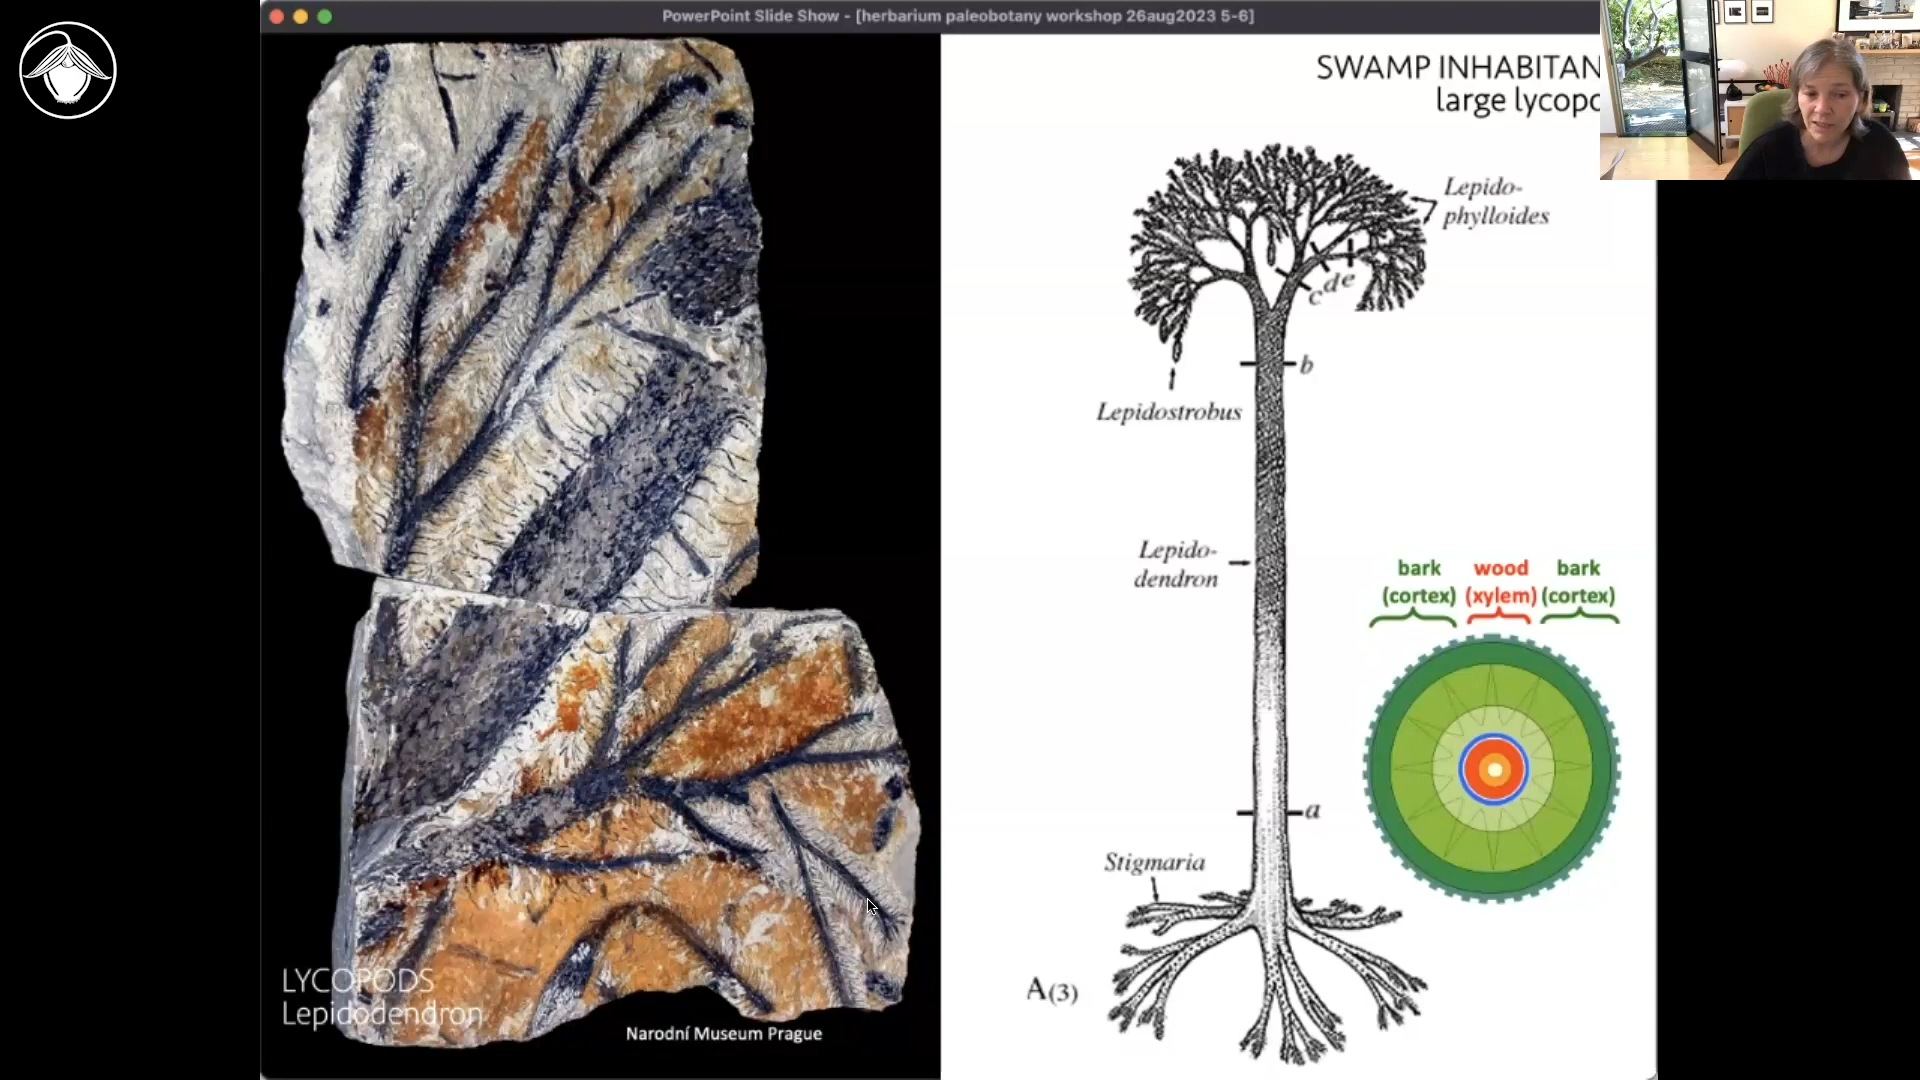 PowerPoint Slide Show - [herbarium paleobotany workshop 26aug2023 5-6]
LYCOPODS
Lepidodendron
Narodní Museum Prague
SWAMP INHABITAN
large lycopo
Lepido-
phylloides
c d e
b
Lepidostrobus
Lepido-
dendron
bark wood bark
(cortex) (xylem) (cortex)
a
Stigmaria
A(3)